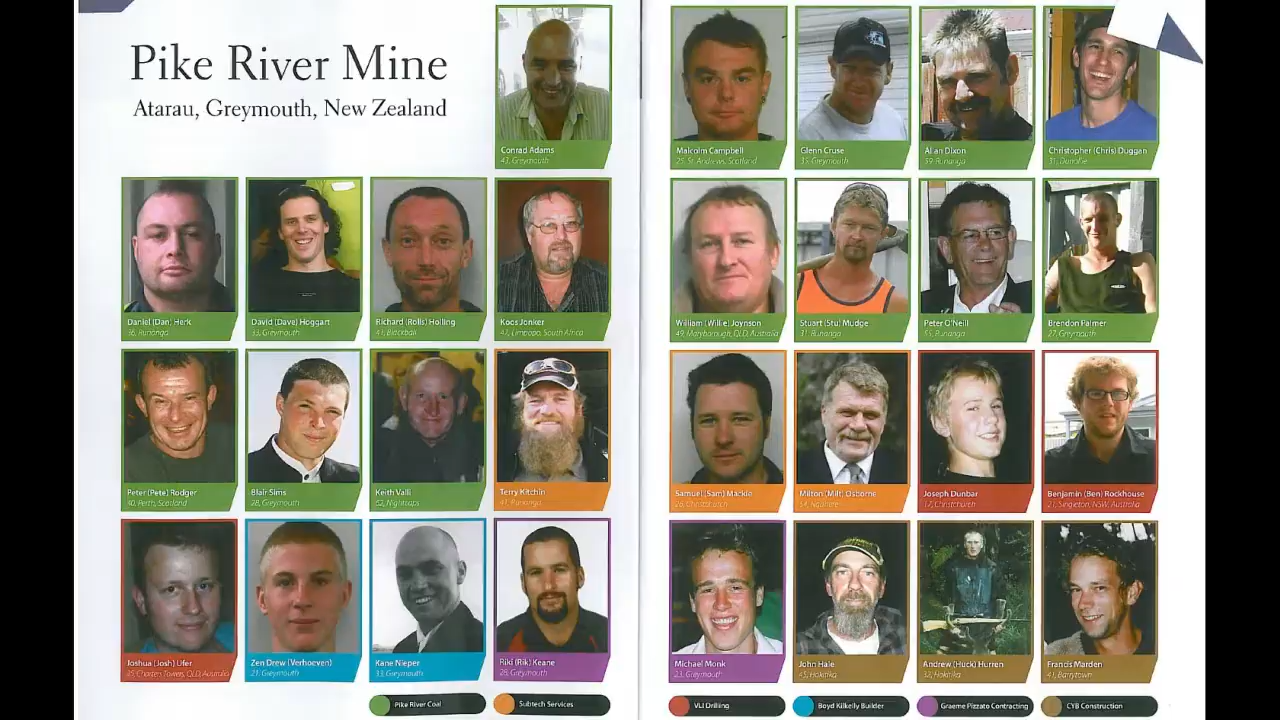 Pike River Mine
Atarau, Greymouth, New Zealand
Conrad Adams
43, Greymouth
Malcolm Campbell
25, St Andrews, Scotland
Glenn Cruse
35, Greymouth
Allan Dixon
59, Runanga
Christopher (Chris) Duggan
31, Dunollie
Daniel (Dan) Herk
36, Runanga
David (Dave) Hoggart
33, Greymouth
Richard (Rolls) Holling
41, Blackball
Koos Jonker
47, Limpopo, South Africa
William (Willie) Joynson
49, Maryborough, QLD, Australia
Stuart (Stu) Mudge
31, Runanga
Peter O'Neill
55, Runanga
Brendon Palmer
27, Greymouth
Peter (Pete) Rodger
40, Perth, Scotland
Blair Sims
28, Greymouth
Keith Valli
62, Nightcaps
Terry Kitchin
41, Runanga
Samuel (Sam) Mackie
26, Christchurch
Milton (Milt) Osborne
54, Ngahere
Joseph Dunbar
17, Christchurch
Benjamin (Ben) Rockhouse
21, Singleton, NSW, Australia
Joshua (Josh) Ufer
25, Charters Towers, QLD, Australia
Zen Drew (Verhoeven)
21, Greymouth
Kane Nieper
33, Greymouth
Riki (Rik) Keane
28, Greymouth
Michael Monk
23, Greymouth
John Hale
45, Hokitika
Andrew (Huck) Hurren
32, Hokitika
Francis Marden
41, Barrytown
Pike River Coal
Subtech Services
VLI Drilling
Boyd Kilkelly Builder
Graeme Pizzato Contracting
CYB Construction